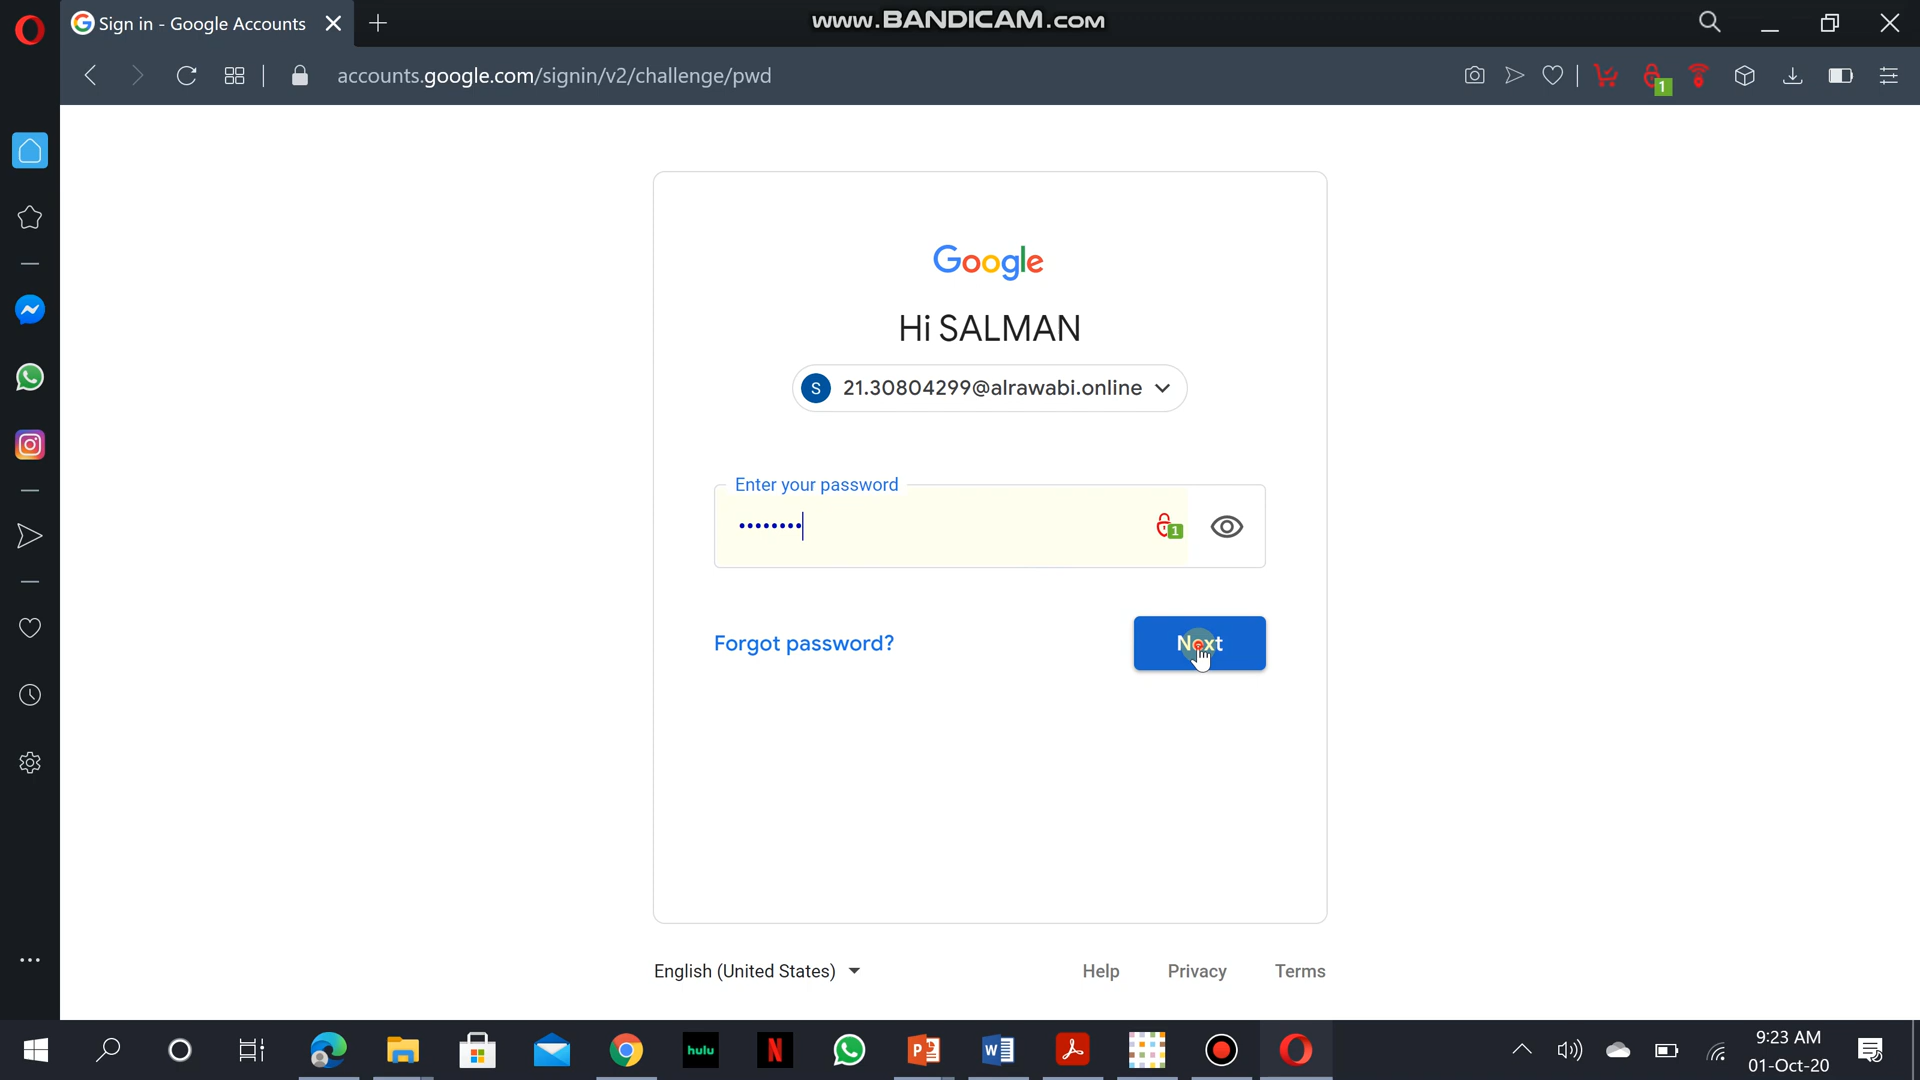 Sign in - Google Accounts
www.BANDICAM.com
accounts.google.com/signin/v2/challenge/pwd
1
Google
Hi SALMAN
S 21.30804299@alrawabi.online
Enter your password
••••••••
1
Forgot password?
Next
English (United States)
Help Privacy Terms
hulu
N
9:23 AM
01-Oct-20